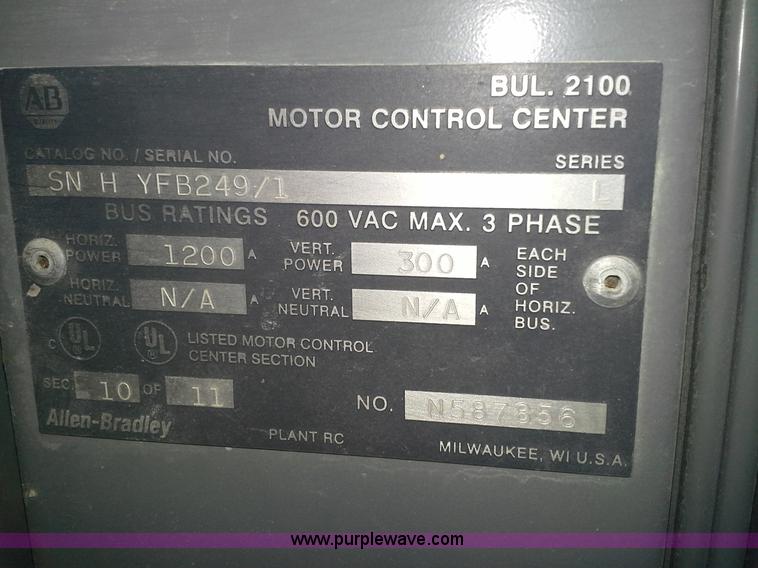 AB
QUALITY
BUL. 2100
MOTOR CONTROL CENTER
CATALOG NO. / SERIAL NO. SERIES
SN H YFB249/1 L
BUS RATINGS 600 VAC MAX. 3 PHASE
HORIZ. POWER 1200 A VERT. POWER 300 A EACH SIDE OF HORIZ. BUS.
HORIZ. NEUTRAL N/A A VERT. NEUTRAL N/A A
C UL UL ® LISTED MOTOR CONTROL
CENTER SECTION
SEC. 10 OF 11 NO. N587356
Allen-Bradley PLANT RC MILWAUKEE, WI U.S.A.
www.purplewave.com